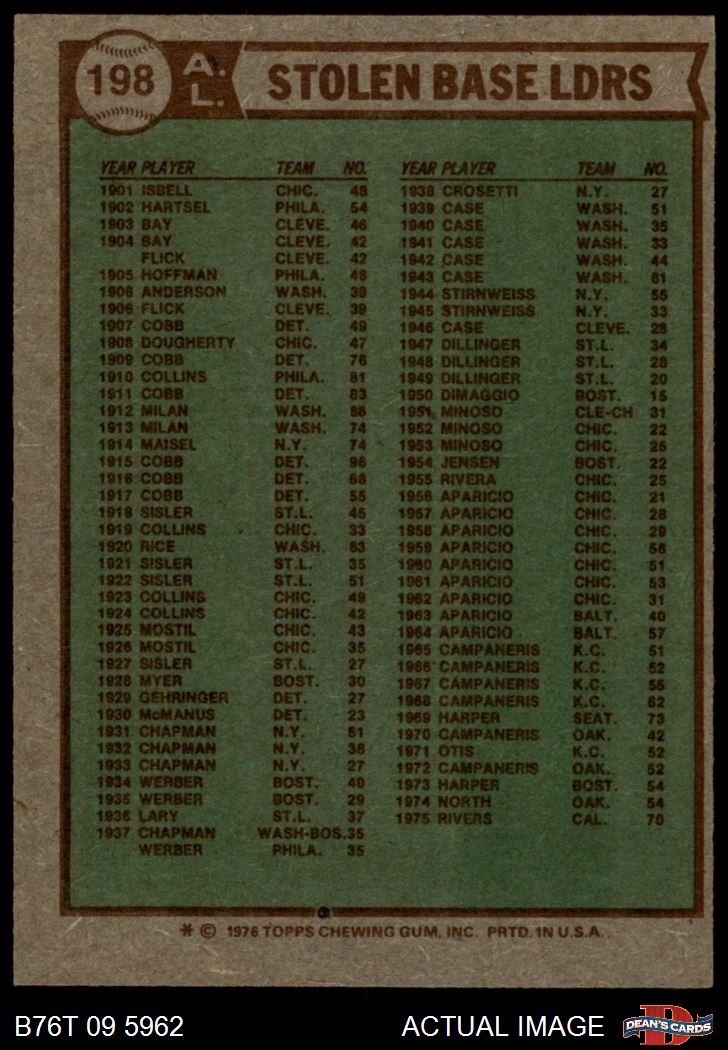 198 A.L. STOLEN BASE LDRS
YEAR PLAYER TEAM NO.
1901 ISBELL CHIC. 48
1902 HARTSEL PHILA. 54
1903 BAY CLEVE. 46
1904 BAY CLEVE. 42
FLICK CLEVE. 42
1905 HOFFMAN PHILA. 46
1906 ANDERSON WASH. 39
1906 FLICK CLEVE. 39
1907 COBB DET. 49
1908 DOUGHERTY CHIC. 47
1909 COBB DET. 76
1910 COLLINS PHILA. 81
1911 COBB DET. 83
1912 MILAN WASH. 88
1913 MILAN WASH. 74
1914 MAISEL N.Y. 74
1915 COBB DET. 96
1916 COBB DET. 68
1917 COBB DET. 55
1918 SISLER ST.L. 45
1919 COLLINS CHIC. 33
1920 RICE WASH. 63
1921 SISLER ST.L. 35
1922 SISLER ST.L. 51
1923 COLLINS CHIC. 49
1924 COLLINS CHIC. 42
1925 MOSTIL CHIC. 43
1926 MOSTIL CHIC. 35
1927 SISLER ST.L. 27
1928 MYER BOST. 30
1929 GEHRINGER DET. 27
1930 McMANUS DET. 23
1931 CHAPMAN N.Y. 61
1932 CHAPMAN N.Y. 38
1933 CHAPMAN N.Y. 27
1934 WERBER BOST. 40
1935 WERBER BOST. 29
1936 LARY ST.L. 37
1937 CHAPMAN WASH-BOS. 35
WERBER PHILA. 35
YEAR PLAYER TEAM NO.
1938 CROSETTI N.Y. 27
1939 CASE WASH. 51
1940 CASE WASH. 35
1941 CASE WASH. 33
1942 CASE WASH. 44
1943 CASE WASH. 61
1944 STIRNWEISS N.Y. 55
1945 STIRNWEISS N.Y. 33
1946 CASE CLEVE. 28
1947 DILLINGER ST.L. 34
1948 DILLINGER ST.L. 28
1949 DILLINGER ST.L. 20
1950 DIMAGGIO BOST. 15
1951 MINOSO CLE-CH 31
1952 MINOSO CHIC. 22
1953 MINOSO CHIC. 25
1954 JENSEN BOST. 22
1955 RIVERA CHIC. 25
1956 APARICIO CHIC. 21
1957 APARICIO CHIC. 28
1958 APARICIO CHIC. 29
1959 APARICIO CHIC. 56
1960 APARICIO CHIC. 51
1961 APARICIO CHIC. 53
1962 APARICIO CHIC. 31
1963 APARICIO BALT. 40
1964 APARICIO BALT. 57
1965 CAMPANERIS K.C. 51
1966 CAMPANERIS K.C. 52
1967 CAMPANERIS K.C. 55
1968 CAMPANERIS K.C. 62
1969 HARPER SEAT. 73
1970 CAMPANERIS OAK. 42
1971 OTIS K.C. 52
1972 CAMPANERIS OAK. 52
1973 HARPER BOST. 54
1974 NORTH OAK. 54
1975 RIVERS CAL. 70
* © 1976 TOPPS CHEWING GUM, INC. PRTD. IN U.S.A.
B76T 09 5962 ACTUAL IMAGE D DEAN'S CARDS